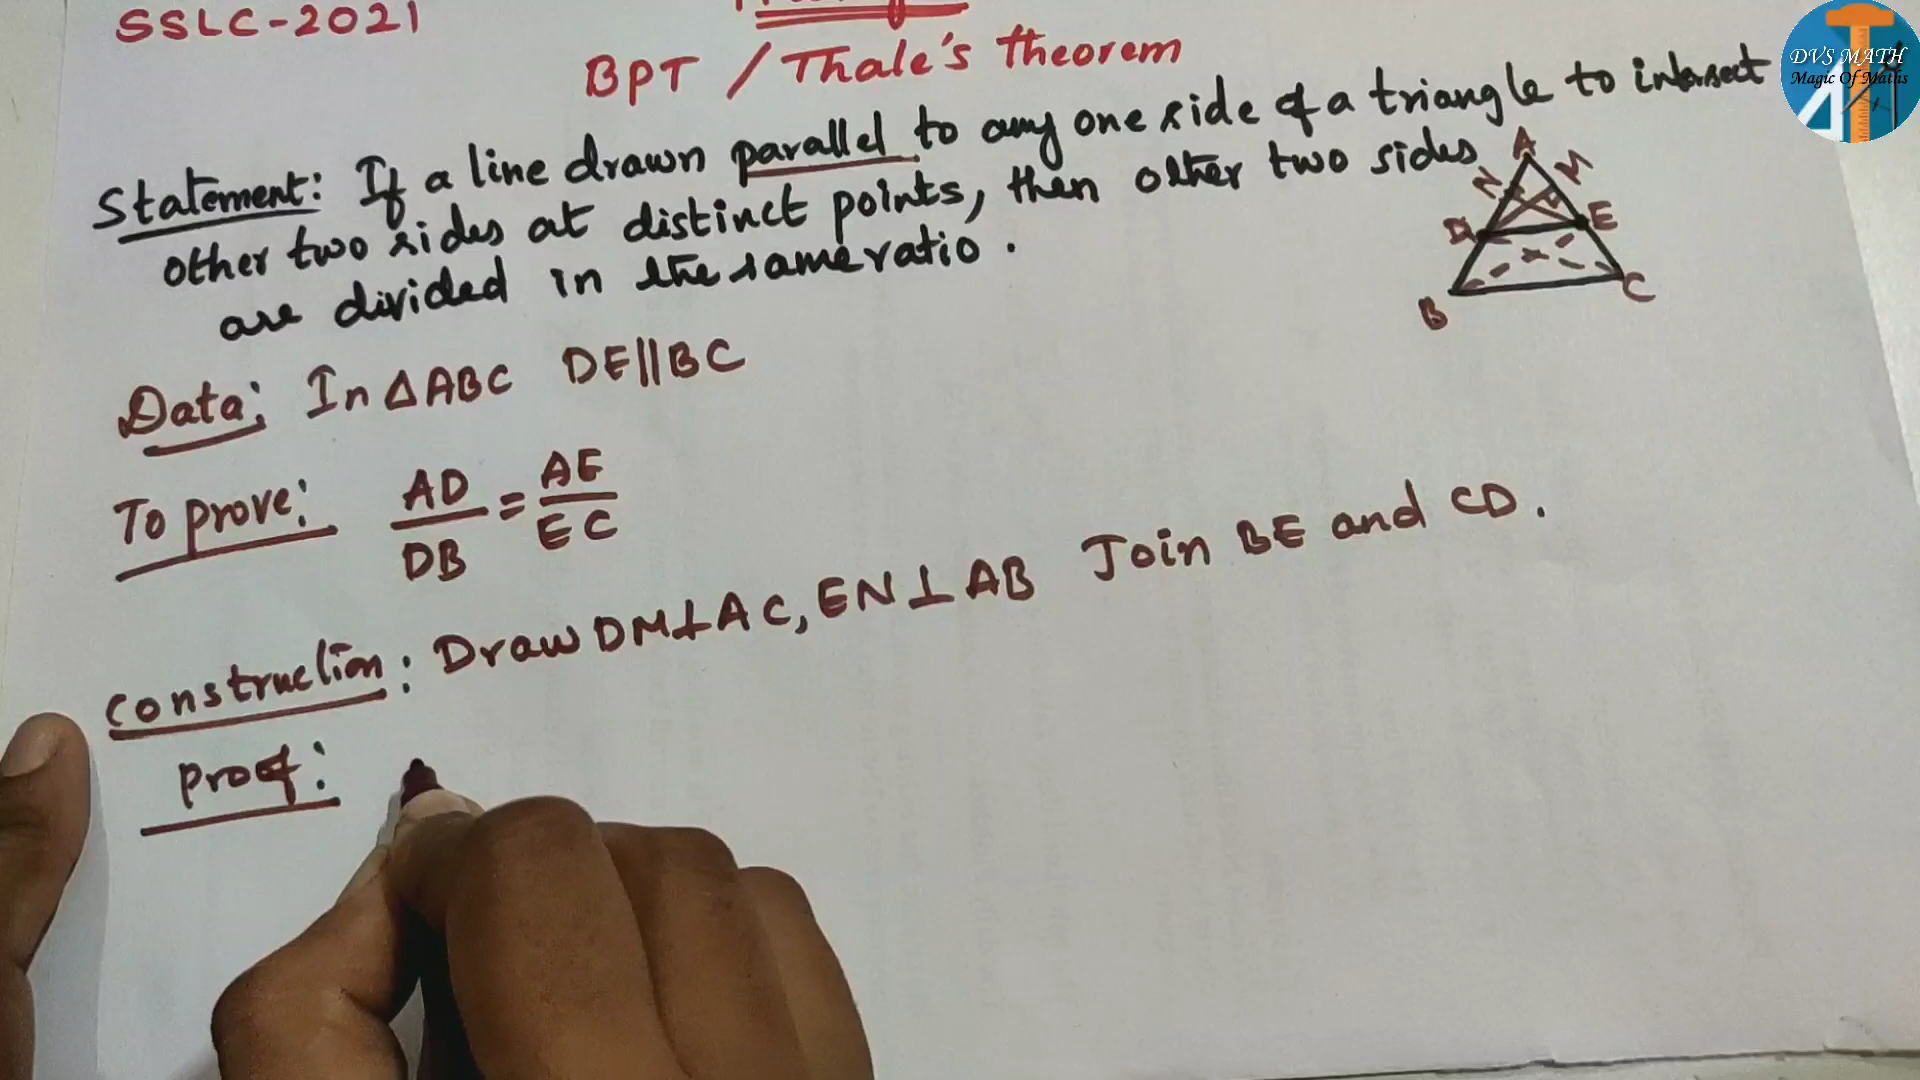 SSLC-2021
BPT / Thale's theorem
Statement: If a line drawn parallel to any one side of a triangle to intersect
other two sides at distinct points, then other two sides
are divided in the same ratio.
Data: In △ABC DE||BC
To prove: AD/DB = AE/EC
Construction: Draw DM⊥AC, EN⊥AB Join BE and CD.
Proof:
A
N M
D E
B C
DVS MATH
Magic Of Maths